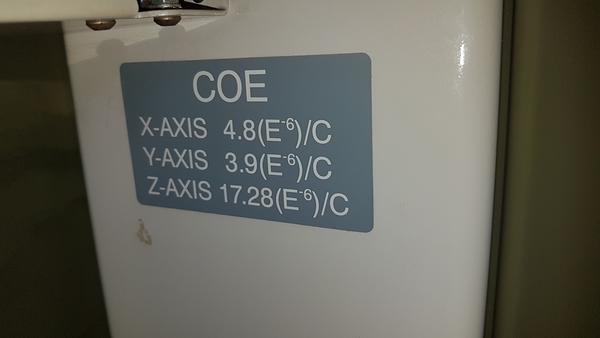 COE
X-AXIS 4.8(E⁻⁶)/C
Y-AXIS 3.9(E⁻⁶)/C
Z-AXIS 17.28(E⁻⁶)/C